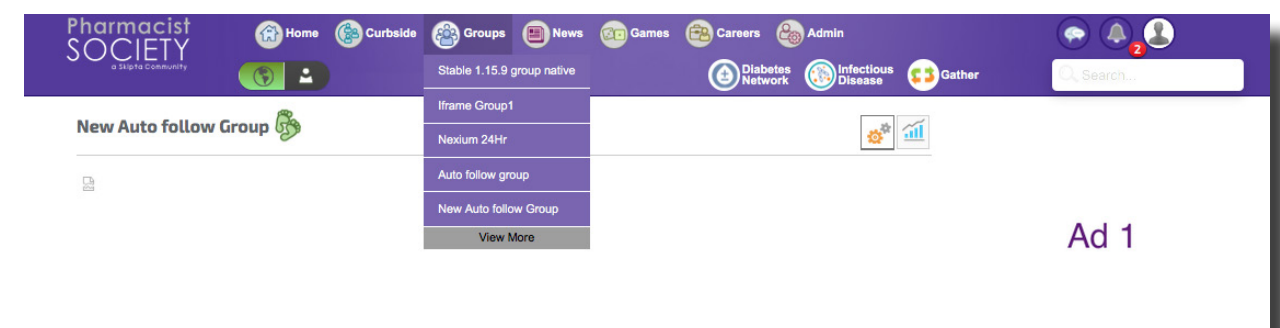 Pharmacist
SOCIETY
a Skipta Community
Home Curbside Groups News Games Careers Admin
2
Diabetes
Network
Infectious
Disease
Gather
Search...
Stable 1.15.9 group native
Iframe Group1
Nexium 24Hr
Auto follow group
New Auto follow Group
View More
New Auto follow Group
Ad 1